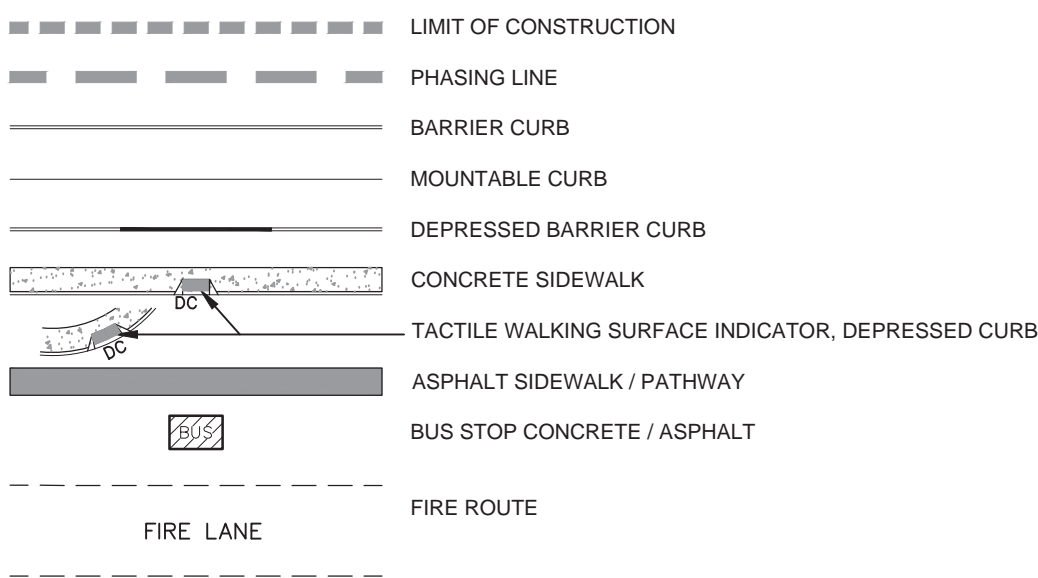 LIMIT OF CONSTRUCTION
PHASING LINE
BARRIER CURB
MOUNTABLE CURB
DEPRESSED BARRIER CURB
CONCRETE SIDEWALK
DC
TACTILE WALKING SURFACE INDICATOR, DEPRESSED CURB
DC
ASPHALT SIDEWALK / PATHWAY
BUS
BUS STOP CONCRETE / ASPHALT
FIRE ROUTE
FIRE LANE